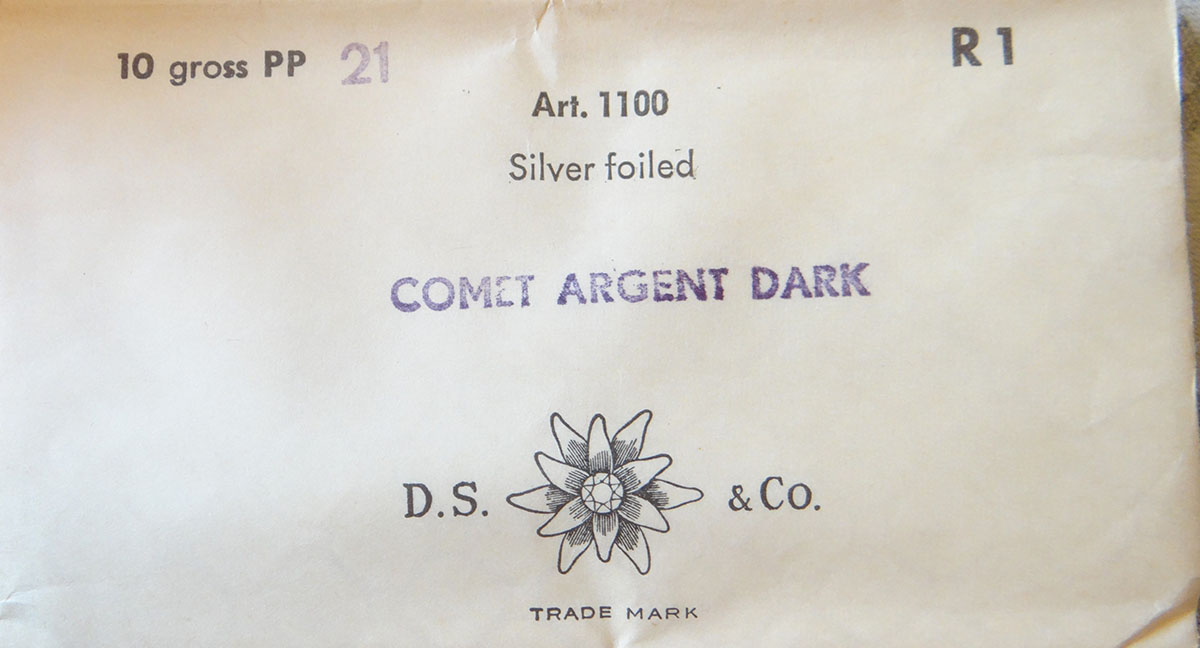 10 gross PP 21
R 1
Art. 1100
Silver foiled
COMET ARGENT DARK
D.S. & Co.
TRADE MARK